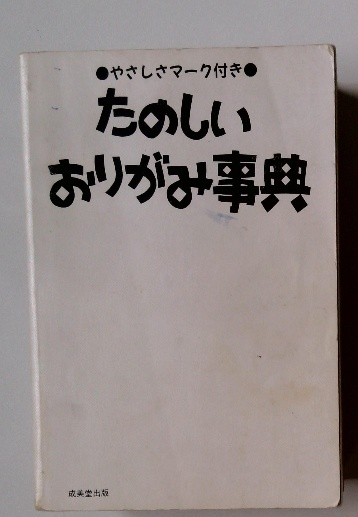 ●やさしさマーク付き●
たのしい
おりがみ事典
成美堂出版